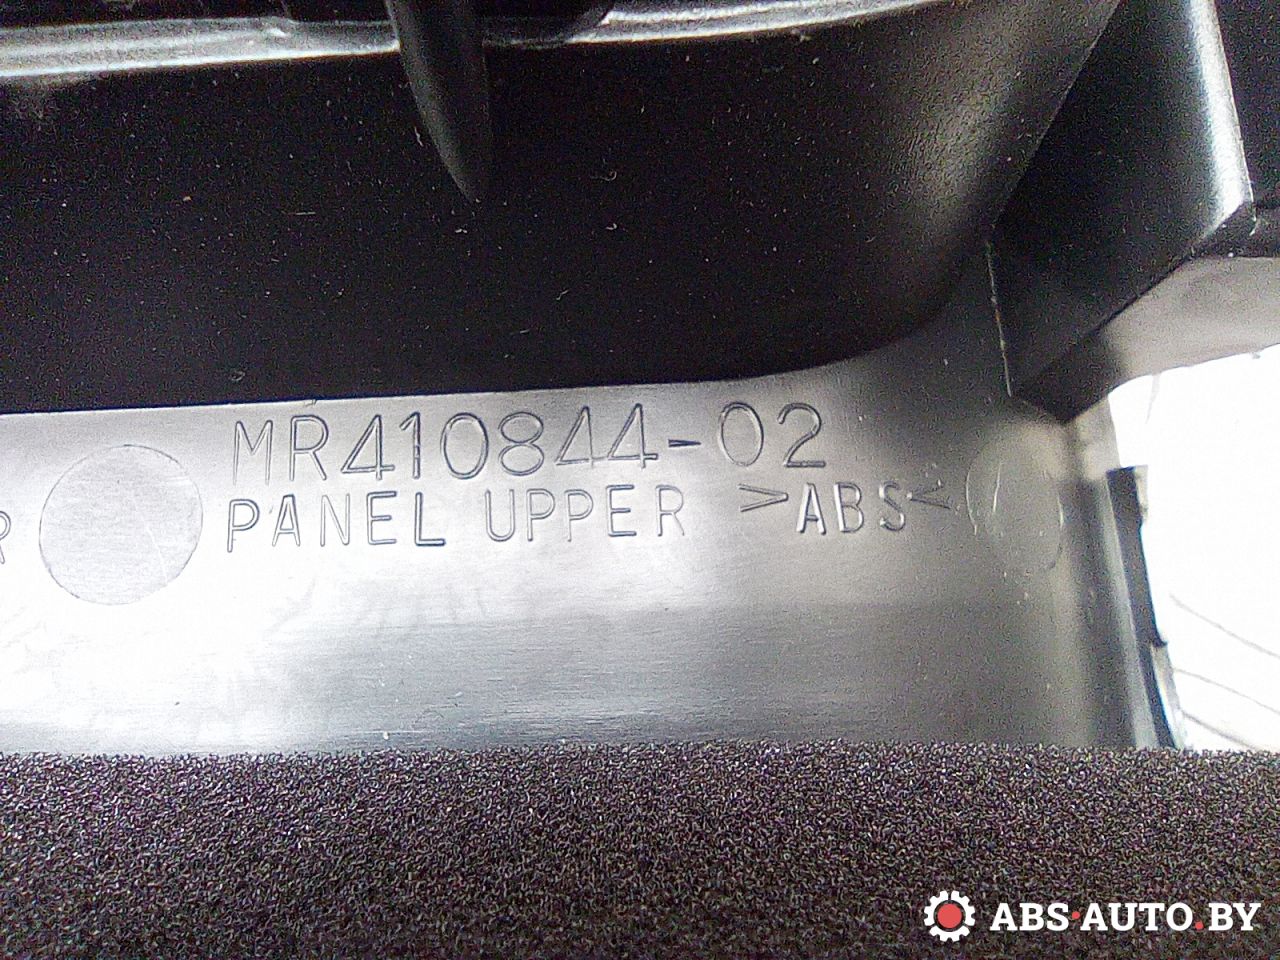 MR410844-02
R
PANEL UPPER >ABS<
ABS·AUTO.BY